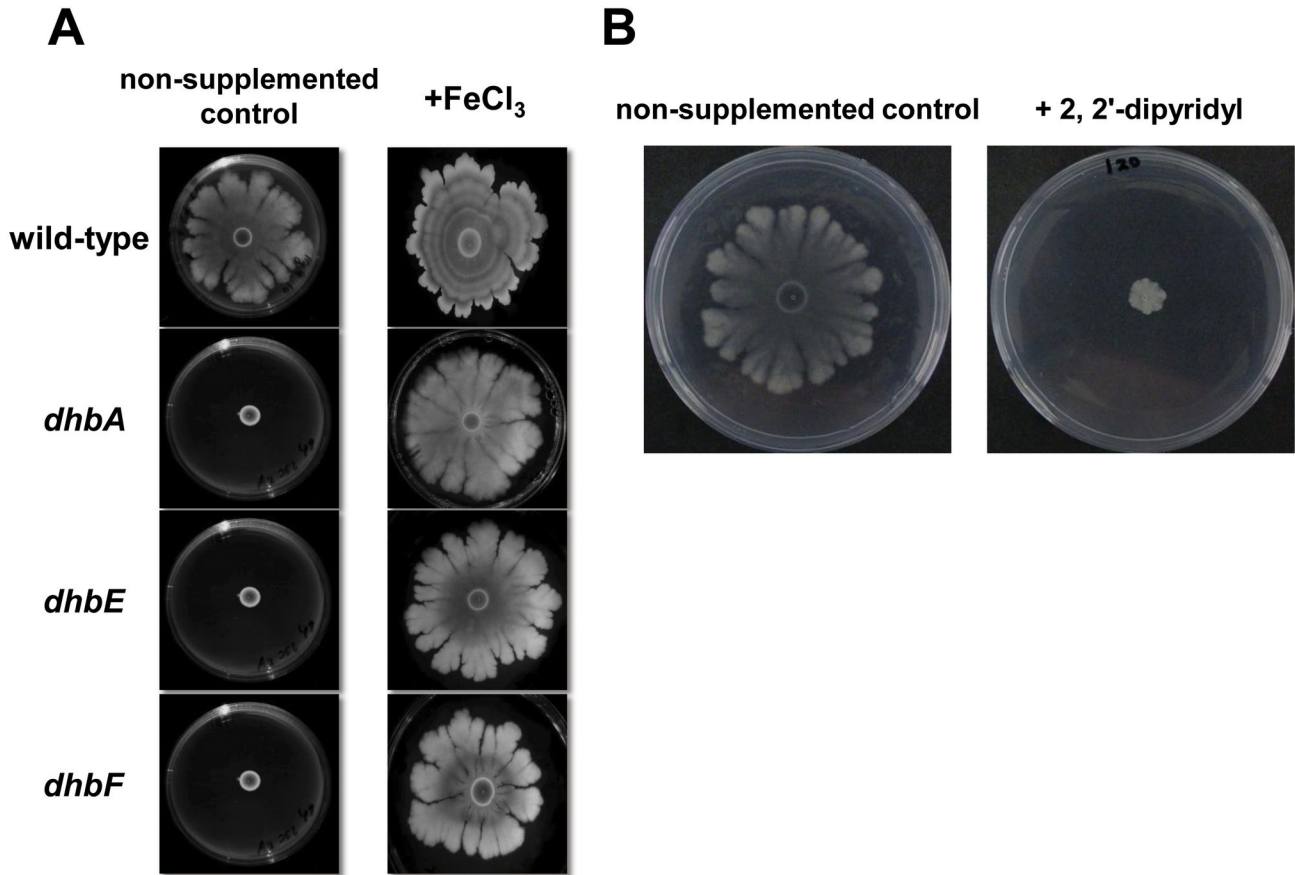 A
B
non-supplemented
control
+FeCl₃
non-supplemented control
+ 2, 2'-dipyridyl
wild-type
dhbA
dhbE
dhbF
120